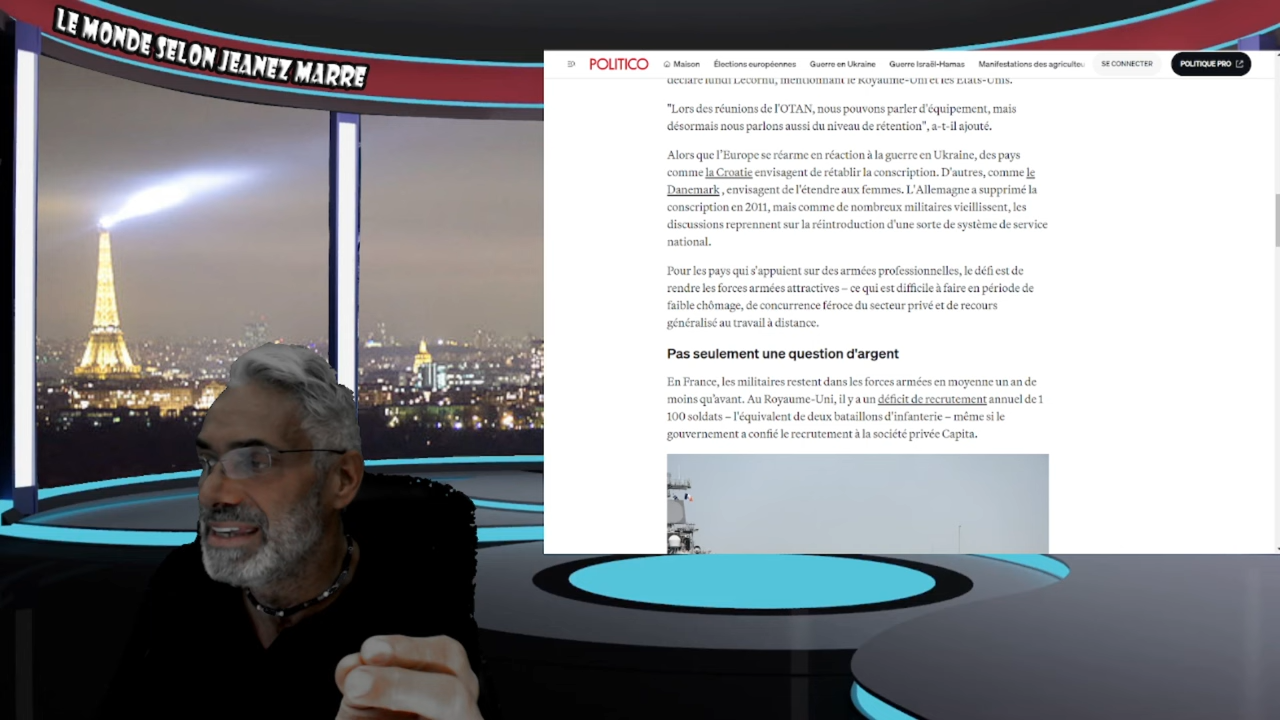 LE MONDE SELON JEANEZ MARRE
POLITICO
Maison
Élections européennes
Guerre en Ukraine
Guerre Israël-Hamas
Manifestations des agriculteu
SE CONNECTER
POLITIQUE PRO
déclaré lundi Lecornu, mentionnant le Royaume-Uni et les États-Unis.
"Lors des réunions de l'OTAN, nous pouvons parler d'équipement, mais
désormais nous parlons aussi du niveau de rétention", a-t-il ajouté.
Alors que l'Europe se réarme en réaction à la guerre en Ukraine, des pays
comme la Croatie envisagent de rétablir la conscription. D'autres, comme le
Danemark , envisagent de l'étendre aux femmes. L'Allemagne a supprimé la
conscription en 2011, mais comme de nombreux militaires vieillissent, les
discussions reprennent sur la réintroduction d'une sorte de système de service
national.
Pour les pays qui s'appuient sur des armées professionnelles, le défi est de
rendre les forces armées attractives – ce qui est difficile à faire en période de
faible chômage, de concurrence féroce du secteur privé et de recours
généralisé au travail à distance.
Pas seulement une question d'argent
En France, les militaires restent dans les forces armées en moyenne un an de
moins qu'avant. Au Royaume-Uni, il y a un déficit de recrutement annuel de 1
100 soldats – l'équivalent de deux bataillons d'infanterie – même si le
gouvernement a confié le recrutement à la société privée Capita.